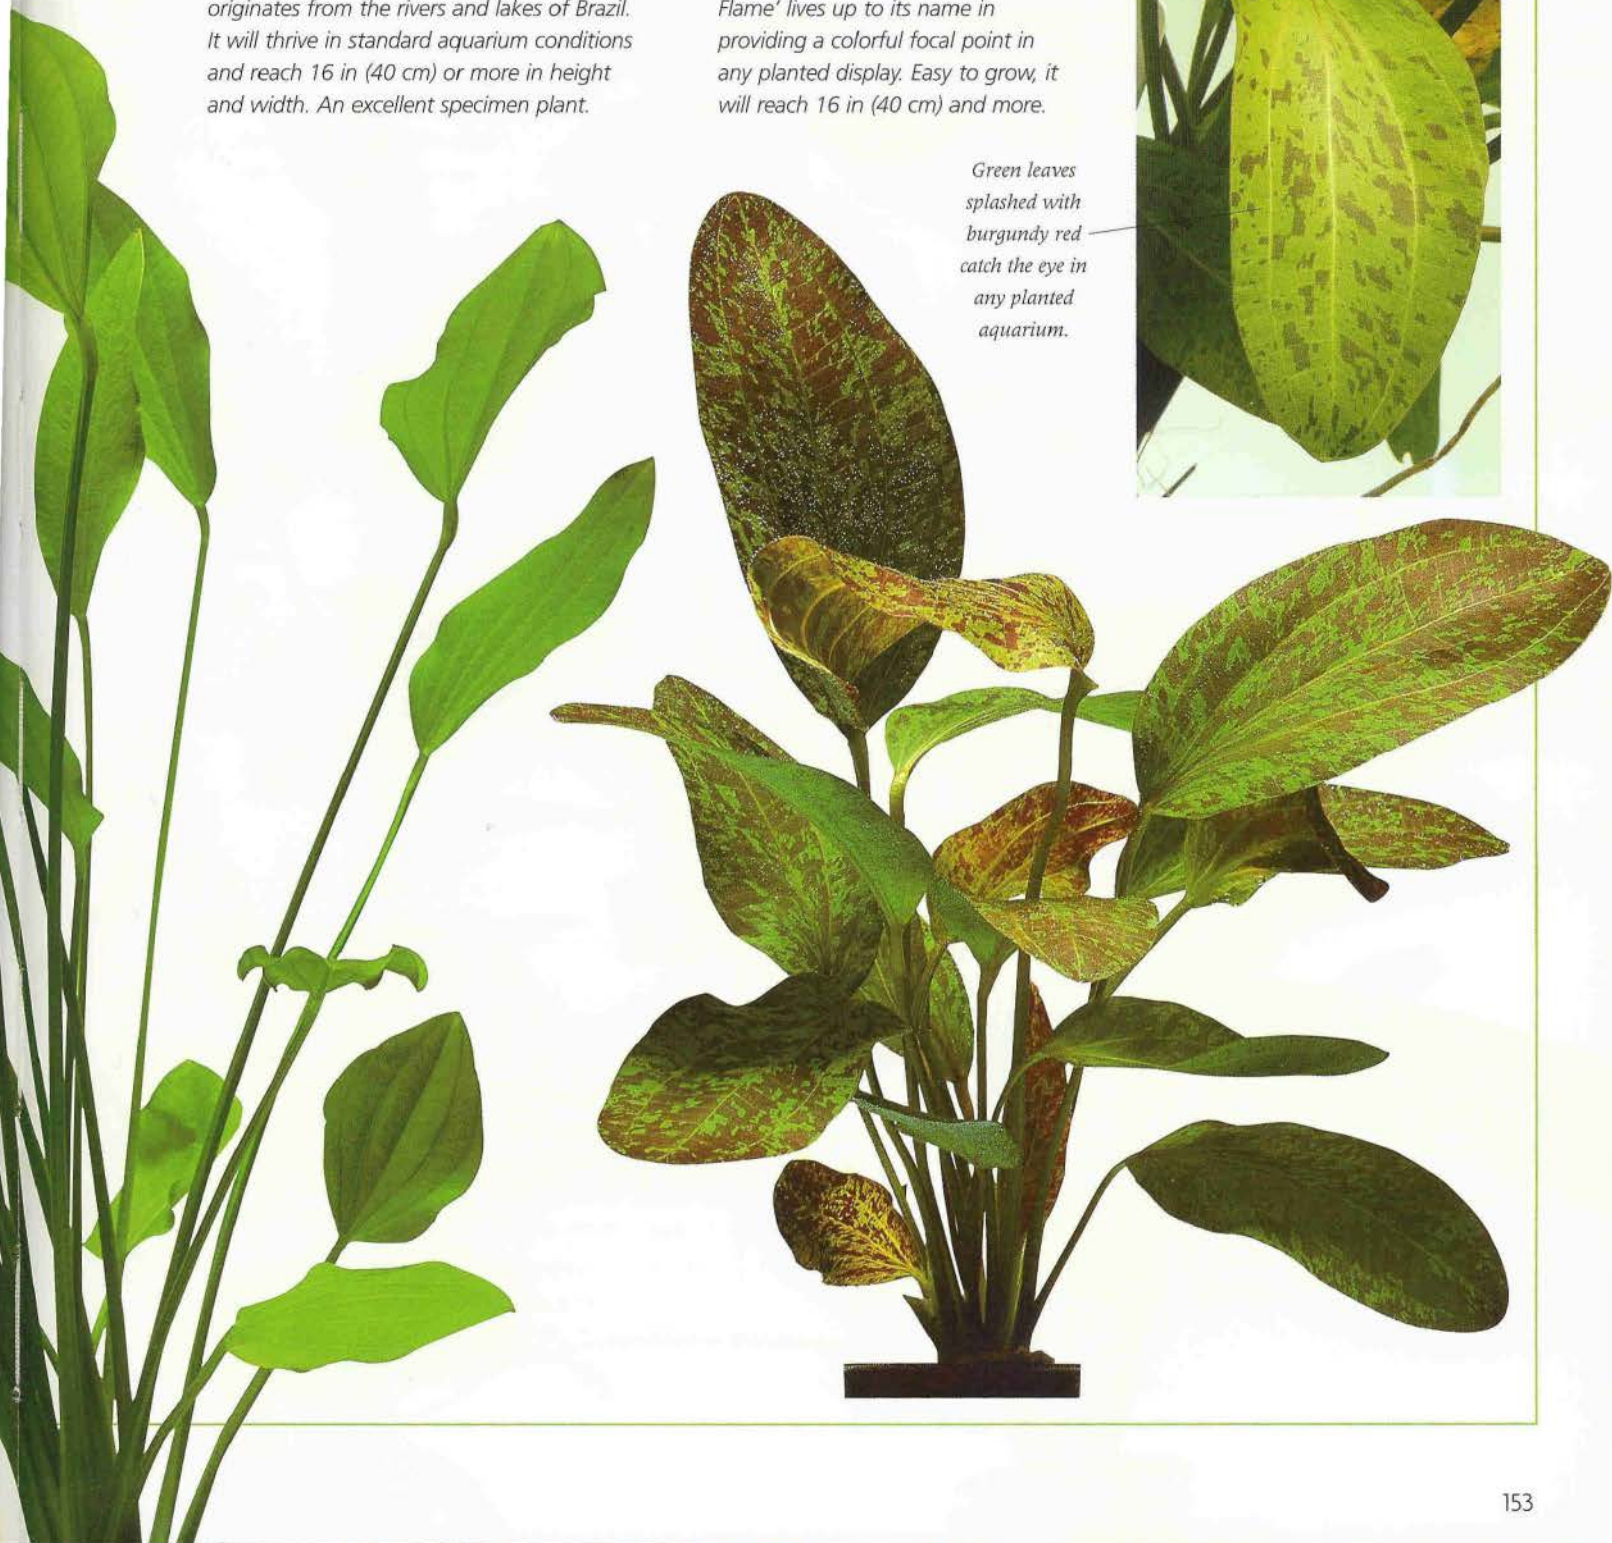 originates from the rivers and lakes of Brazil.
It will thrive in standard aquarium conditions
and reach 16 in (40 cm) or more in height
and width. An excellent specimen plant.
Flame' lives up to its name in
providing a colorful focal point in
any planted display. Easy to grow, it
will reach 16 in (40 cm) and more.
Green leaves
splashed with
burgundy red
catch the eye in
any planted
aquarium.
153